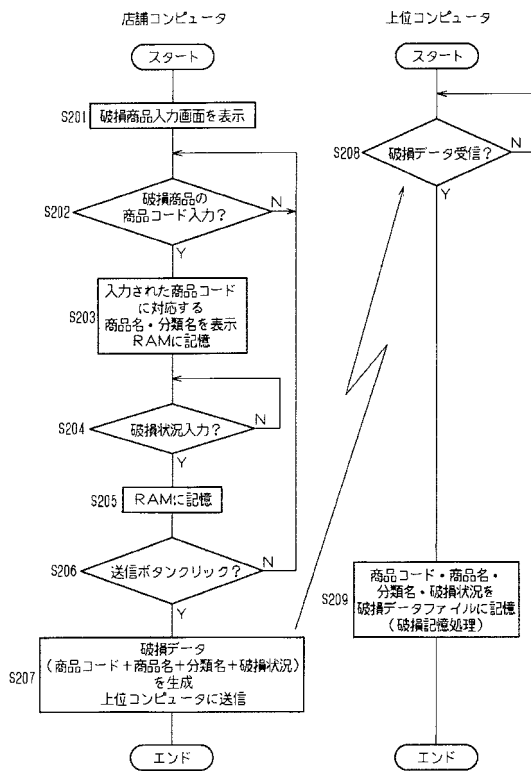 店舗コンピュータ
スタート
S201
破損商品入力画面を表示
S202
破損商品の
商品コード入力？
N
Y
S203
入力された商品コード
に対応する
商品名・分類名を表示
RAMに記憶
S204
破損状況入力？
N
Y
S205
RAMに記憶
S206
送信ボタンクリック？
N
Y
S207
破損データ
(商品コード+商品名+分類名+破損状況)
を生成
上位コンピュータに送信
エンド
上位コンピュータ
スタート
S208
破損データ受信？
N
Y
S209
商品コード・商品名・
分類名・破損状況を
破損データファイルに記憶
(破損記憶処理)
エンド